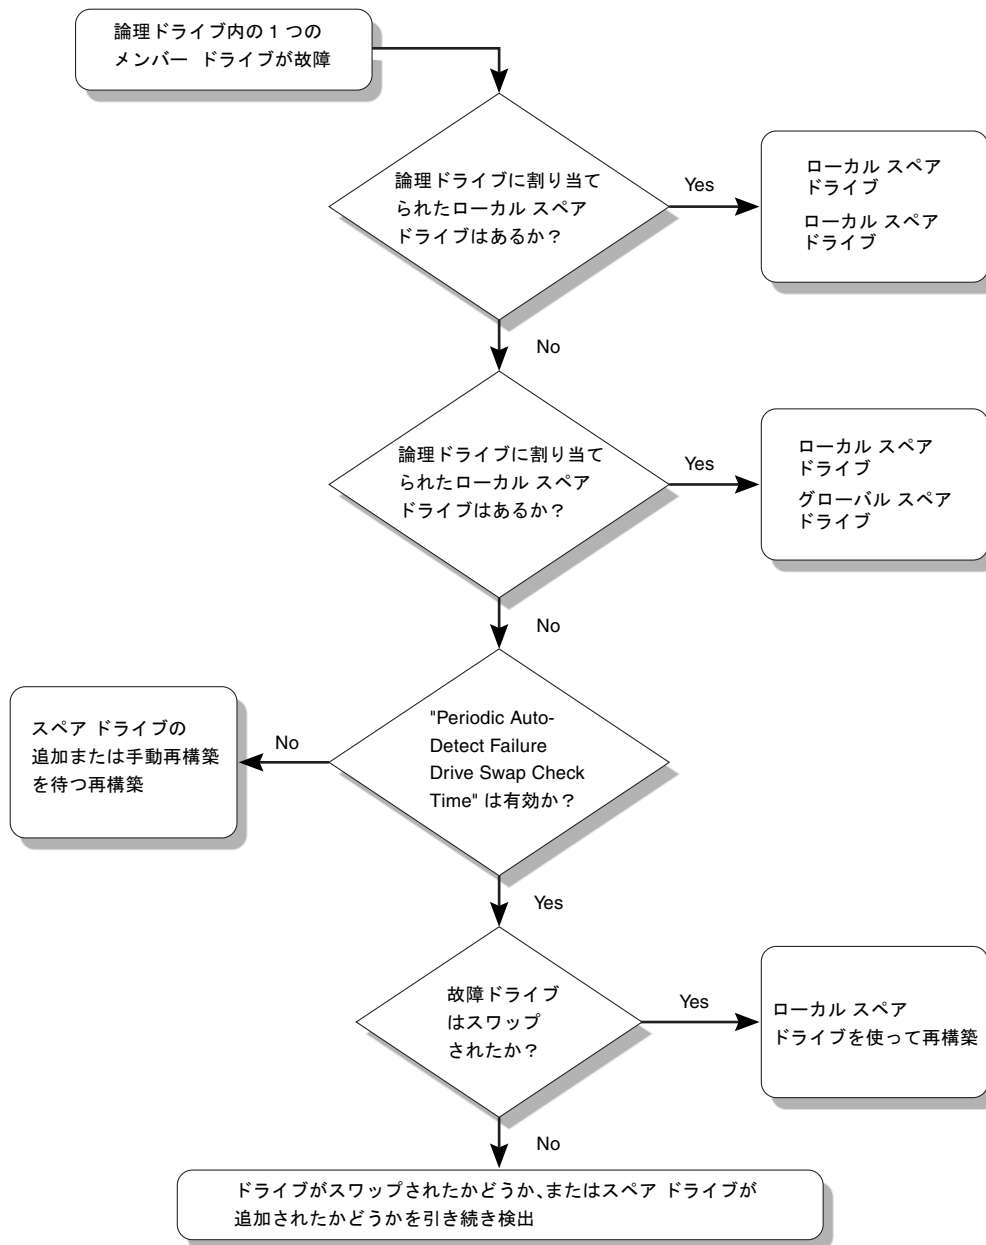 論理ドライブ内の 1 つの
メンバー ドライブが故障
論理ドライブに割り当て
られたローカル スペア
ドライブはあるか？
Yes
ローカル スペア
ドライブ
ローカル スペア
ドライブ
No
論理ドライブに割り当て
られたローカル スペア
ドライブはあるか？
Yes
ローカル スペア
ドライブ
グローバル スペア
ドライブ
No
"Periodic Auto-
Detect Failure
Drive Swap Check
Time" は有効か？
No
スペア ドライブの
追加または手動再構築
を待つ再構築
Yes
故障ドライブ
はスワップ
されたか？
Yes
ローカル スペア
ドライブを使って再構築
No
ドライブがスワップされたかどうか、またはスペア ドライブが
追加されたかどうかを引き続き検出